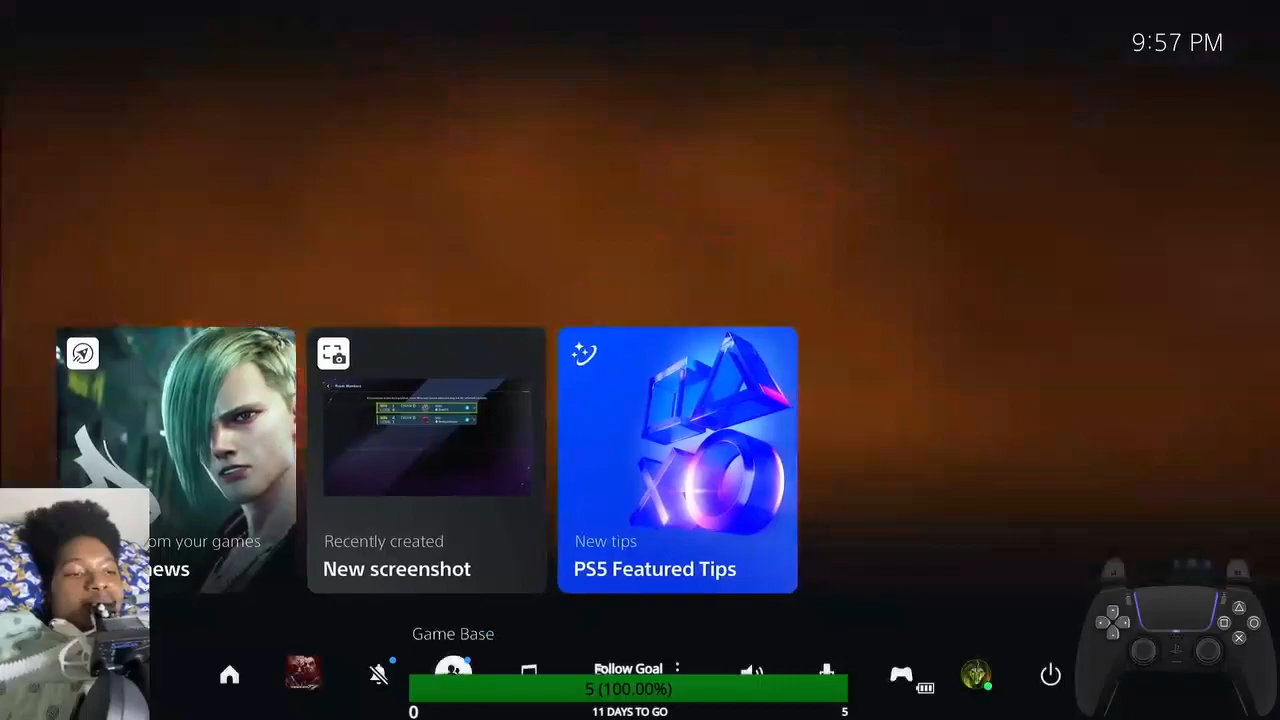 9:57 PM
om your games
news
Recently created
New screenshot
New tips
PS5 Featured Tips
Game Base
Follow Goal
5 (100.00%)
0
11 DAYS TO GO
5